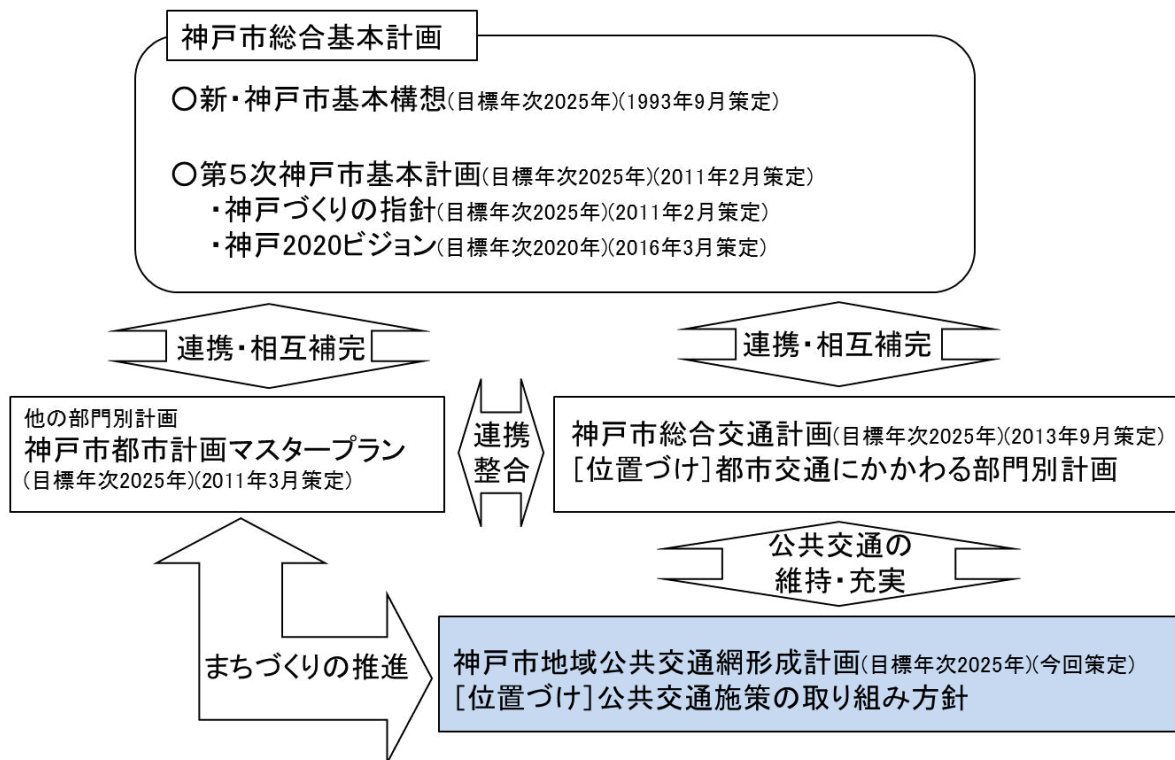 神戸市総合基本計画
○新・神戸市基本構想(目標年次2025年)(1993年9月策定)
○第5次神戸市基本計画(目標年次2025年)(2011年2月策定)
・神戸づくりの指針(目標年次2025年)(2011年2月策定)
・神戸2020ビジョン(目標年次2020年)(2016年3月策定)
連携・相互補完
連携・相互補完
他の部門別計画
神戸市都市計画マスタープラン
(目標年次2025年)(2011年3月策定)
連携
整合
神戸市総合交通計画(目標年次2025年)(2013年9月策定)
[位置づけ]都市交通にかかわる部門別計画
公共交通の
維持・充実
まちづくりの推進
神戸市地域公共交通網形成計画(目標年次2025年)(今回策定)
[位置づけ]公共交通施策の取り組み方針